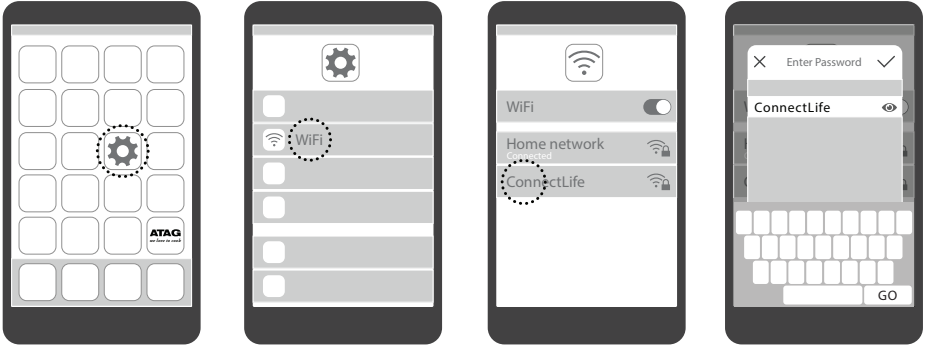 ATAG
we love to cook
WiFi
WiFi
Home network
Connected
ConnectLife
Enter Password
ConnectLife
GO